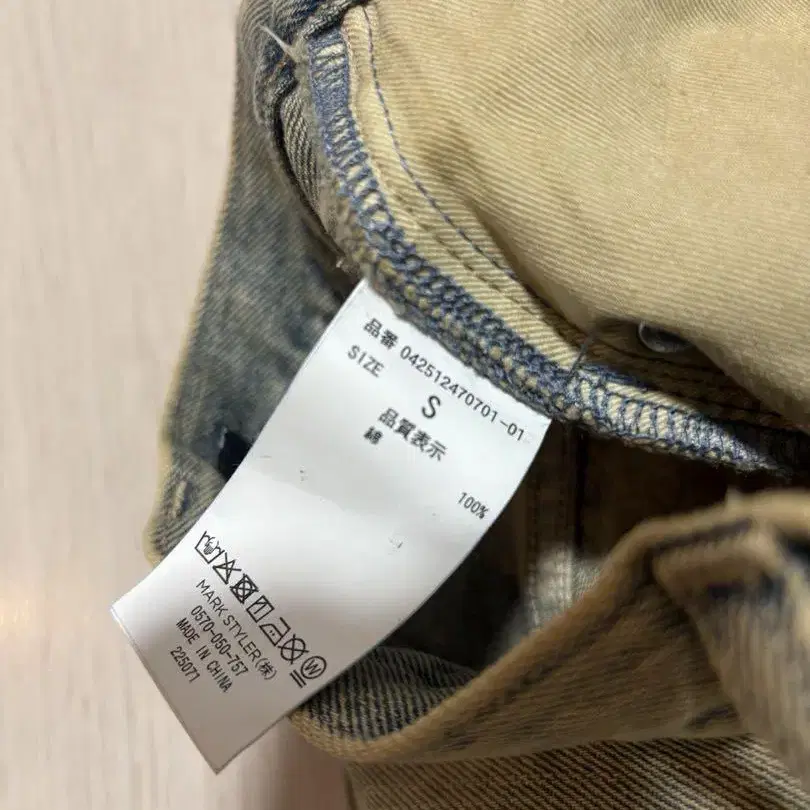 品番 042512470701-01
SIZE
S
品質表示
綿
100%
MARK STYLER(株)
0570-050-757
MADE IN CHINA
225071